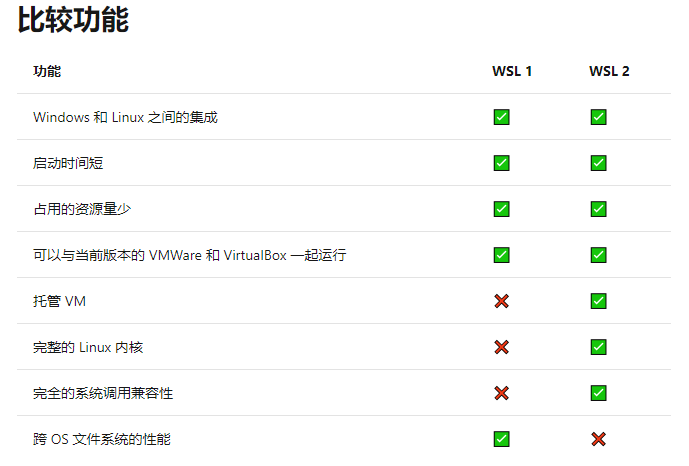 比较功能
功能 WSL 1 WSL 2
Windows 和 Linux 之间的集成 ✅ ✅
启动时间短 ✅ ✅
占用的资源量少 ✅ ✅
可以与当前版本的 VMWare 和 VirtualBox 一起运行 ✅ ✅
托管 VM ❌ ✅
完整的 Linux 内核 ❌ ✅
完全的系统调用兼容性 ❌ ✅
跨 OS 文件系统的性能 ✅ ❌